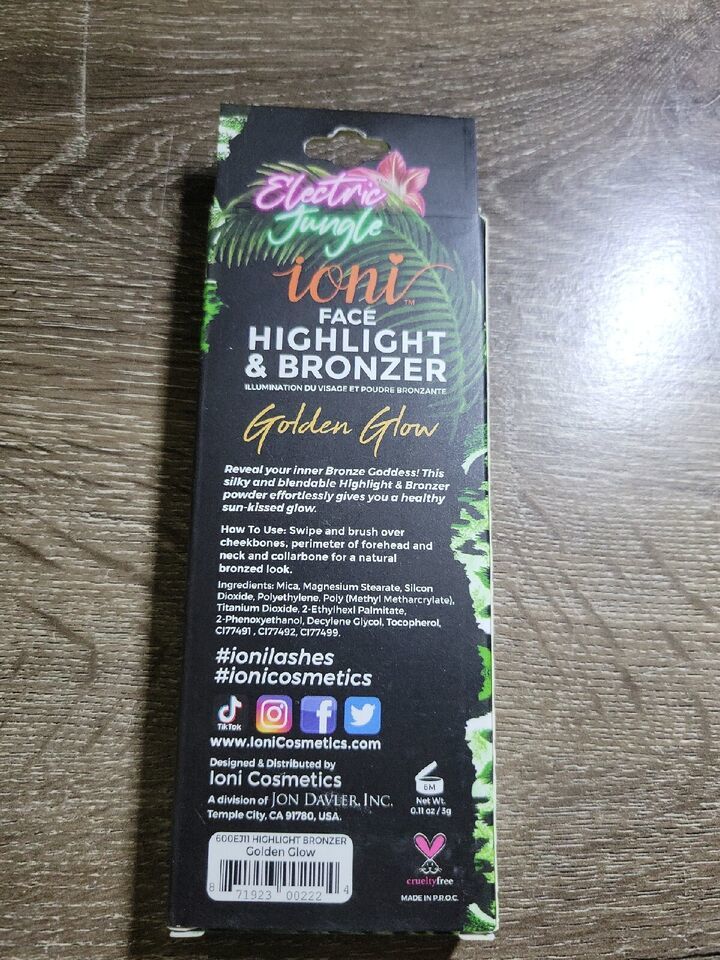 Electric
Jungle
ioni™
FACE
HIGHLIGHT
& BRONZER
ILLUMINATION DU VISAGE ET POUDRE BRONZANTE
Golden Glow
Reveal your inner Bronze Goddess! This
silky and blendable Highlight & Bronzer
powder effortlessly gives you a healthy
sun-kissed glow.
How To Use: Swipe and brush over
cheekbones, perimeter of forehead and
neck and collarbone for a natural
bronzed look.
Ingredients: Mica, Magnesium Stearate, Silcon
Dioxide, Polyethylene, Poly (Methyl Metharcrylate),
Titanium Dioxide, 2-Ethylhexl Palmitate,
2-Phenoxyethanol, Decylene Glycol, Tocopherol,
CI77491 , CI77492, CI77499.
#ionilashes
#ionicosmetics
TikTok
www.IoniCosmetics.com
Designed & Distributed by
Ioni Cosmetics
A division of JON DAVLER, INC.
Temple City, CA 91780, USA.
6M
Net Wt.
0.11 oz / 3g
600EJ11 HIGHLIGHT BRONZER
Golden Glow
8 71923 00222 4
crueltyfree
MADE IN P.R.O.C.